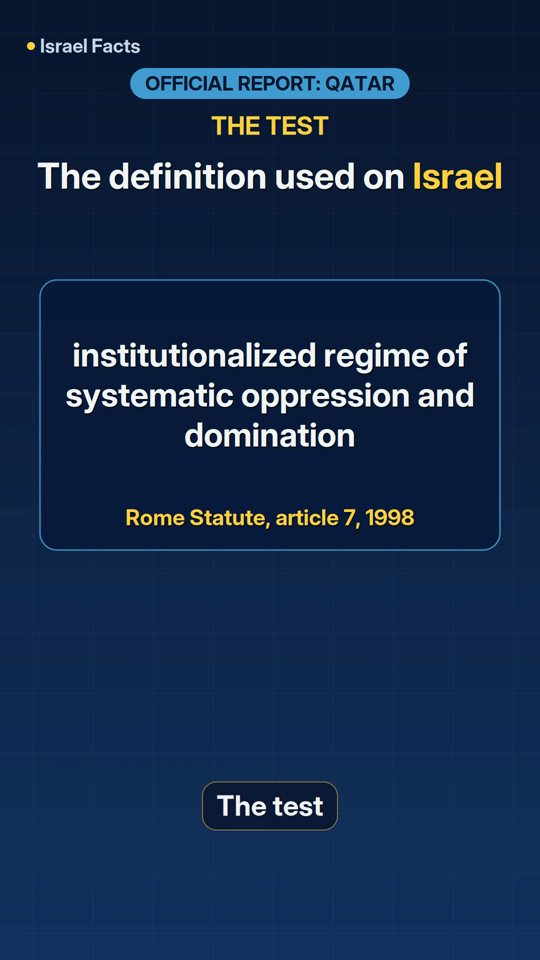 Israel Facts
OFFICIAL REPORT: QATAR
THE TEST
The definition used on Israel
institutionalized regime of
systematic oppression and
domination
Rome Statute, article 7, 1998
The test